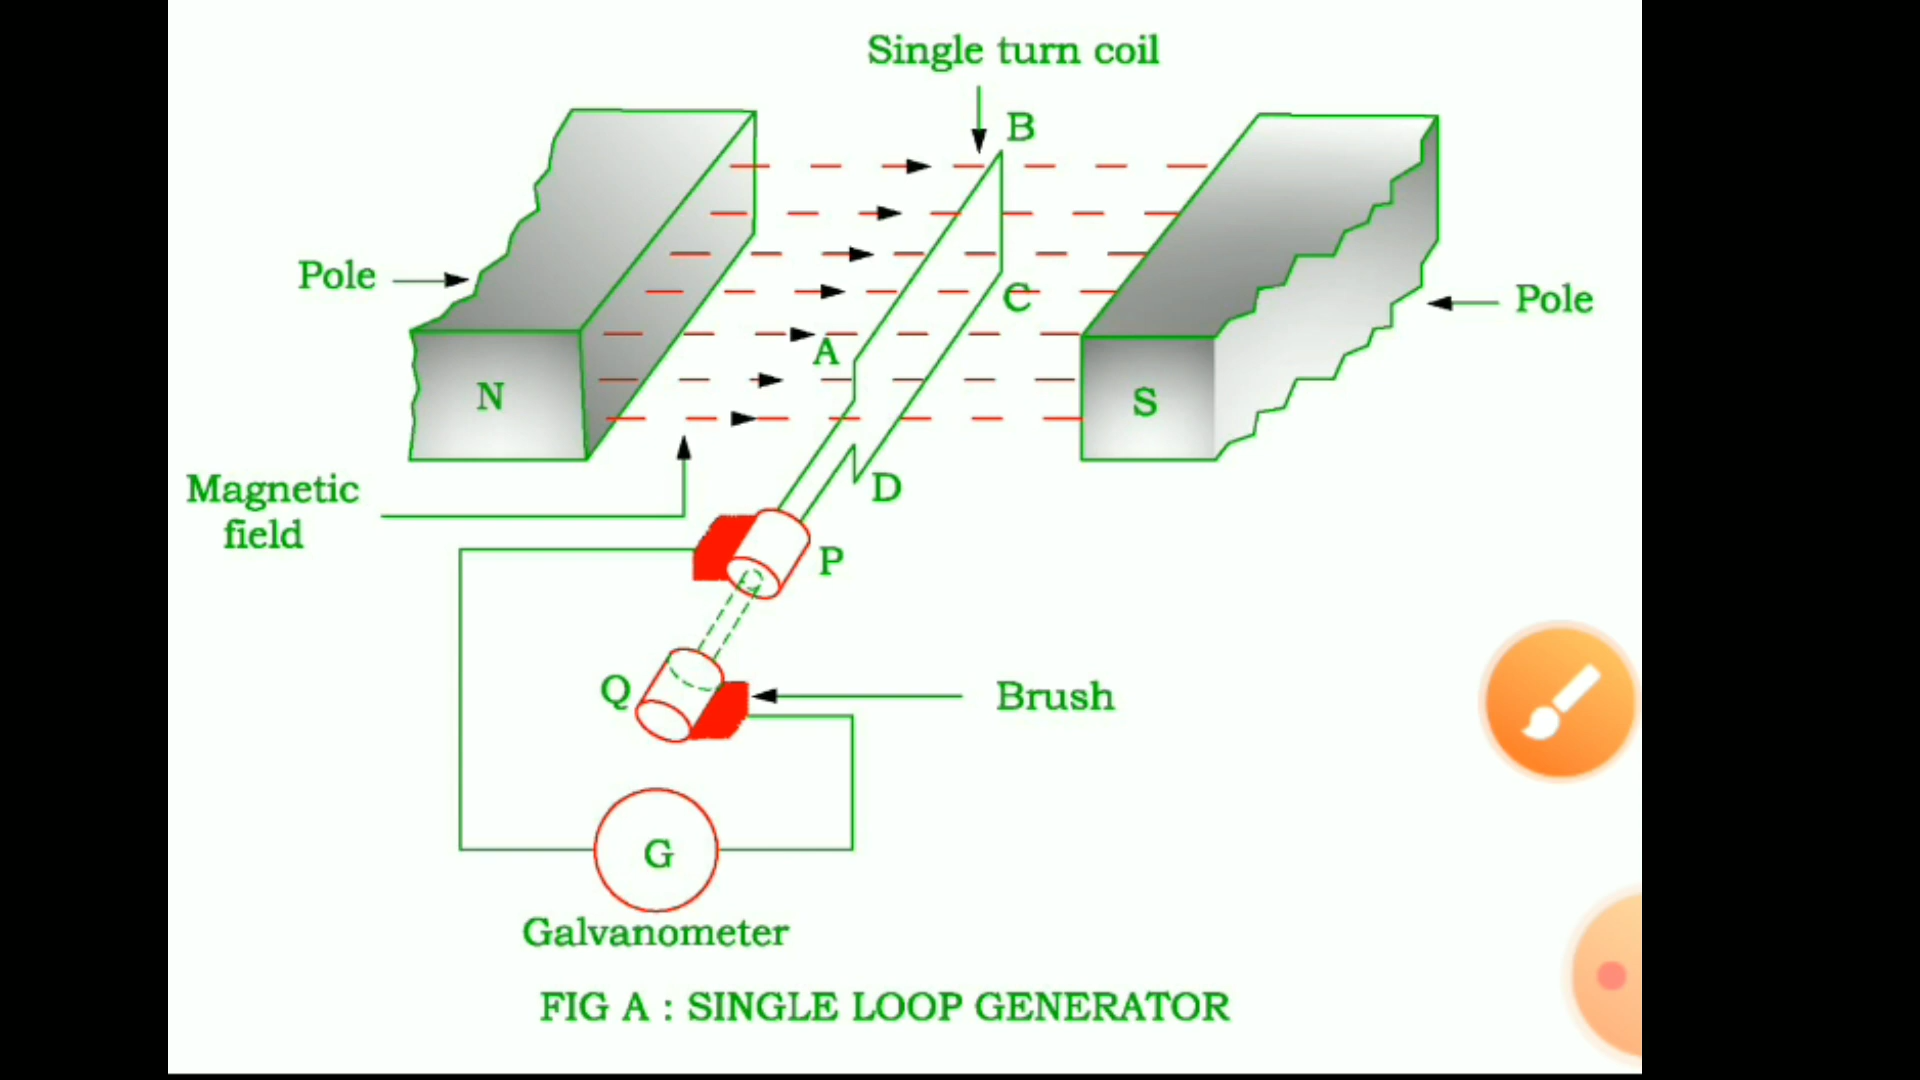 Single turn coil
B
Pole
C
Pole
A
N
S
Magnetic
field
D
P
Q
Brush
G
Galvanometer
FIG A : SINGLE LOOP GENERATOR